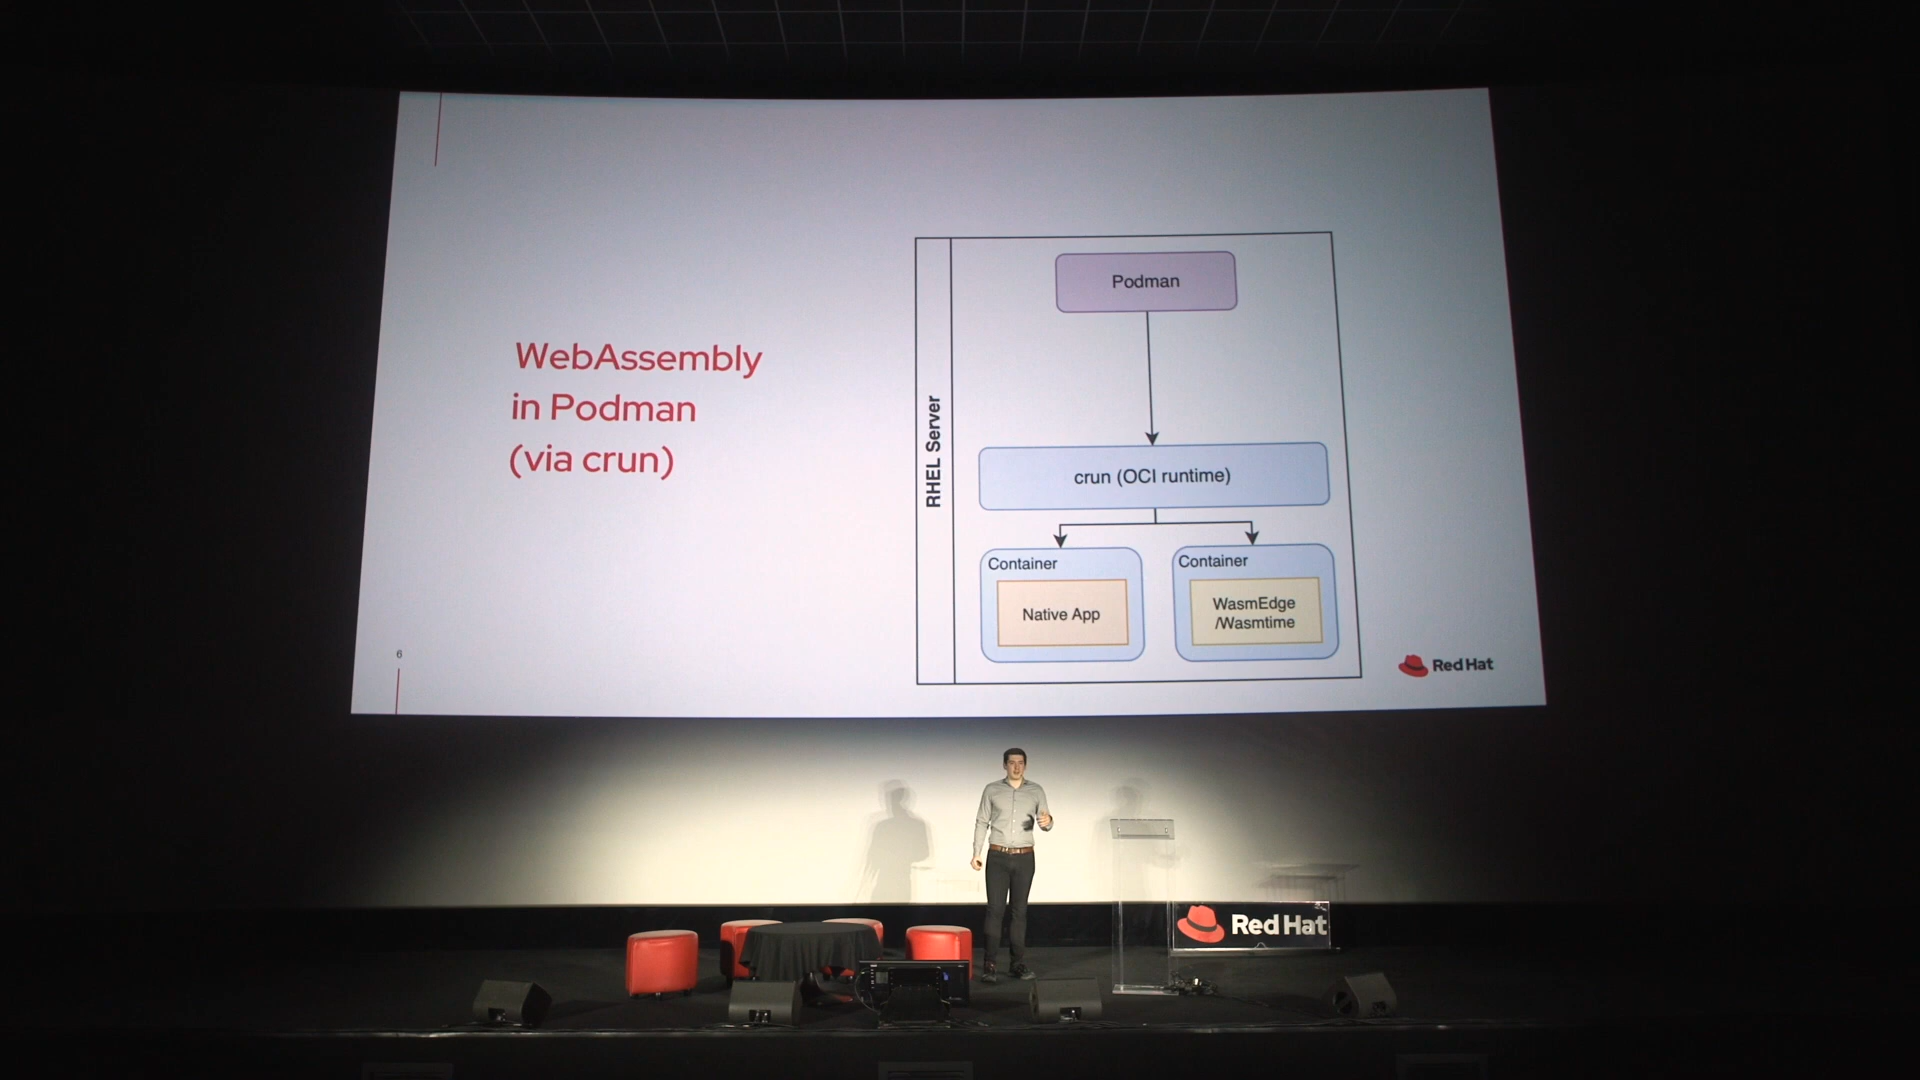 WebAssembly
in Podman
(via crun)
RHEL Server
Podman
crun (OCI runtime)
Container
Native App
Container
WasmEdge
/Wasmtime
6
Red Hat
Red Hat